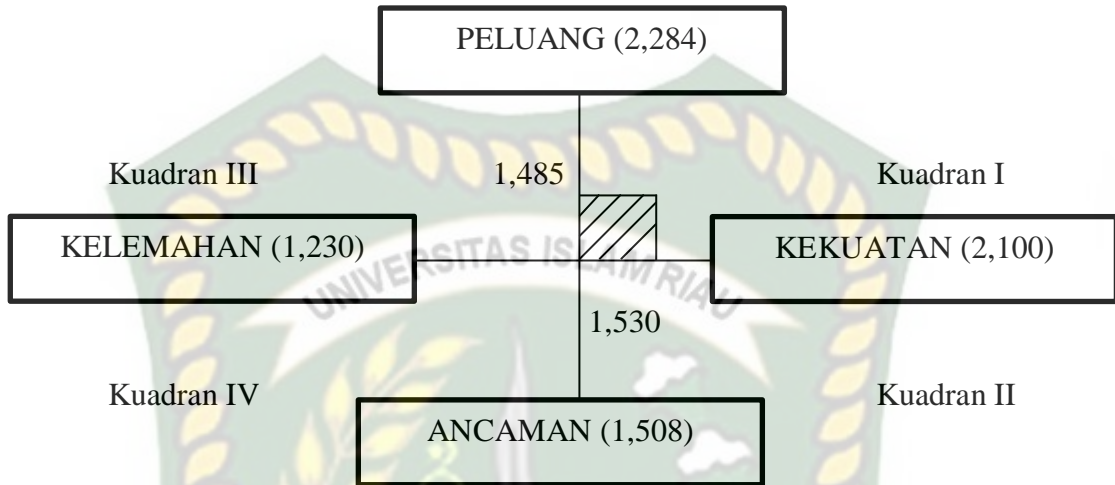 PELUANG (2,284)
Kuadran III
1,485
Kuadran I
KELEMAHAN (1,230)
KEKUATAN (2,100)
UNIVERSITAS ISLAM RIAU
1,530
Kuadran IV
Kuadran II
ANCAMAN (1,508)